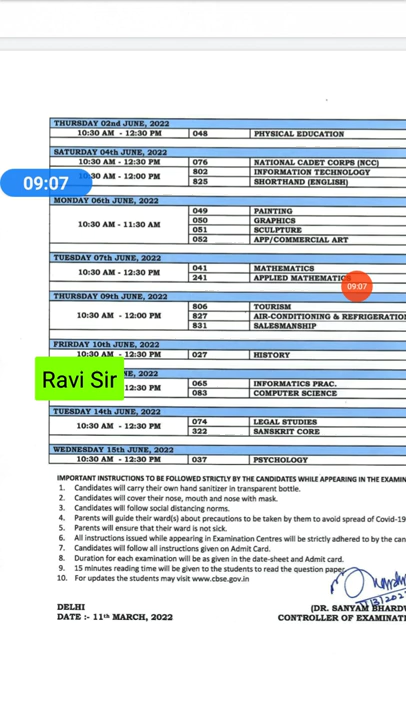 THURSDAY 02nd JUNE, 2022
10:30 AM - 12:30 PM 048 PHYSICAL EDUCATION
SATURDAY 04th JUNE, 2022
10:30 AM - 12:30 PM 076 NATIONAL CADET CORPS (NCC)
09:07 :30 AM - 12:00 PM 802 INFORMATION TECHNOLOGY
825 SHORTHAND (ENGLISH)
MONDAY 06th JUNE, 2022
10:30 AM - 11:30 AM 049 PAINTING
050 GRAPHICS
051 SCULPTURE
052 APP/COMMERCIAL ART
TUESDAY 07th JUNE, 2022
10:30 AM - 12:30 PM 041 MATHEMATICS
241 APPLIED MATHEMATICS
09:07
THURSDAY 09th JUNE, 2022
10:30 AM - 12:00 PM 806 TOURISM
827 AIR-CONDITIONING & REFRIGERATIO
831 SALESMANSHIP
FRIRDAY 10th JUNE, 2022
10:30 AM - 12:30 PM 027 HISTORY
Ravi Sir NE, 2022
12:30 PM 065 INFORMATICS PRAC.
083 COMPUTER SCIENCE
TUESDAY 14th JUNE, 2022
10:30 AM - 12:30 PM 074 LEGAL STUDIES
322 SANSKRIT CORE
WEDNESDAY 15th JUNE, 2022
10:30 AM - 12:30 PM 037 PSYCHOLOGY
IMPORTANT INSTRUCTIONS TO BE FOLLOWED STRICTLY BY THE CANDIDATES WHILE APPEARING IN THE EXAMIN
1. Candidates will carry their own hand sanitizer in transparent bottle.
2. Candidates will cover their nose, mouth and nose with mask.
3. Candidates will follow social distancing norms.
4. Parents will guide their ward(s) about precautions to be taken by them to avoid spread of Covid-19
5. Parents will ensure that their ward is not sick.
6. All instructions issued while appearing in Examination Centres will be strictly adhered to by the can
7. Candidates will follow all instructions given on Admit Card.
8. Duration for each examination will be as given in the date-sheet and Admit card.
9. 15 minutes reading time will be given to the students to read the question paper
10. For updates the students may visit www.cbse.gov.in
DELHI (DR. SANYAM BHARD
DATE :- 11th MARCH, 2022 CONTROLLER OF EXAMINAT